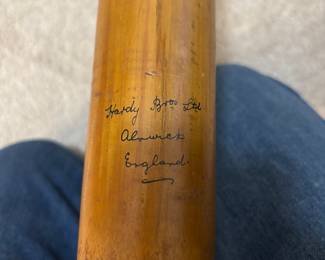 Hardy Bros Ltd
Alnwick
England.